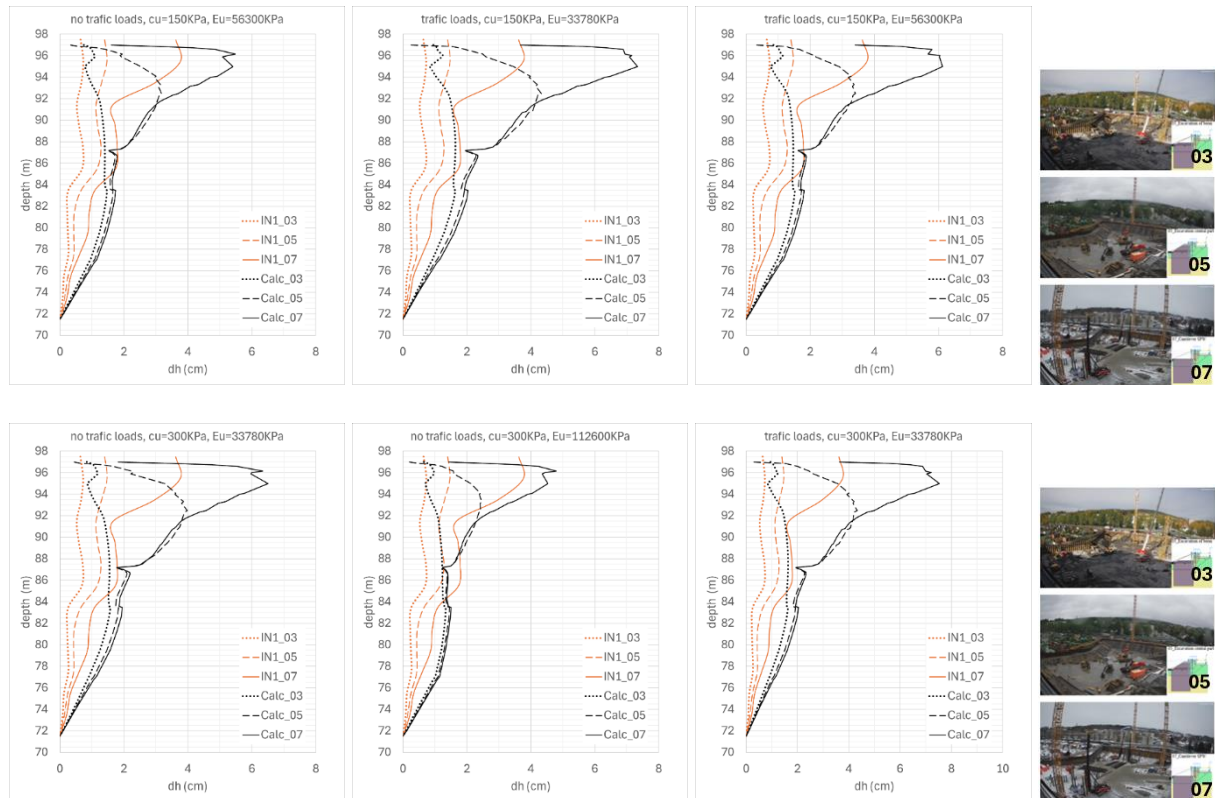 no trafic loads, cu=150KPa, Eu=56300KPa
98
96
94
92
90
88
86
84
82
80
78
76
74
72
70
depth (m)
IN1_03
IN1_05
IN1_07
Calc_03
Calc_05
Calc_07
0 2 4 6 8
dh (cm)
trafic loads, cu=150KPa, Eu=33780KPa
98
96
94
92
90
88
86
84
82
80
78
76
74
72
70
depth (m)
IN1_03
IN1_05
IN1_07
Calc_03
Calc_05
Calc_07
0 2 4 6 8
dh (cm)
trafic loads, cu=150KPa, Eu=56300KPa
98
96
94
92
90
88
86
84
82
80
78
76
74
72
70
depth (m)
IN1_03
IN1_05
IN1_07
Calc_03
Calc_05
Calc_07
0 2 4 6 8
dh (cm)
03
05
07
no trafic loads, cu=300KPa, Eu=33780KPa
98
96
94
92
90
88
86
84
82
80
78
76
74
72
70
depth (m)
IN1_03
IN1_05
IN1_07
Calc_03
Calc_05
Calc_07
0 2 4 6 8
dh (cm)
no trafic loads, cu=300KPa, Eu=112600KPa
98
96
94
92
90
88
86
84
82
80
78
76
74
72
70
depth (m)
IN1_03
IN1_05
IN1_07
Calc_03
Calc_05
Calc_07
0 2 4 6 8
dh (cm)
trafic loads, cu=300KPa, Eu=33780KPa
98
96
94
92
90
88
86
84
82
80
78
76
74
72
70
depth (m)
IN1_03
IN1_05
IN1_07
Calc_03
Calc_05
Calc_07
0 2 4 6 8 10
dh (cm)
03
05
07